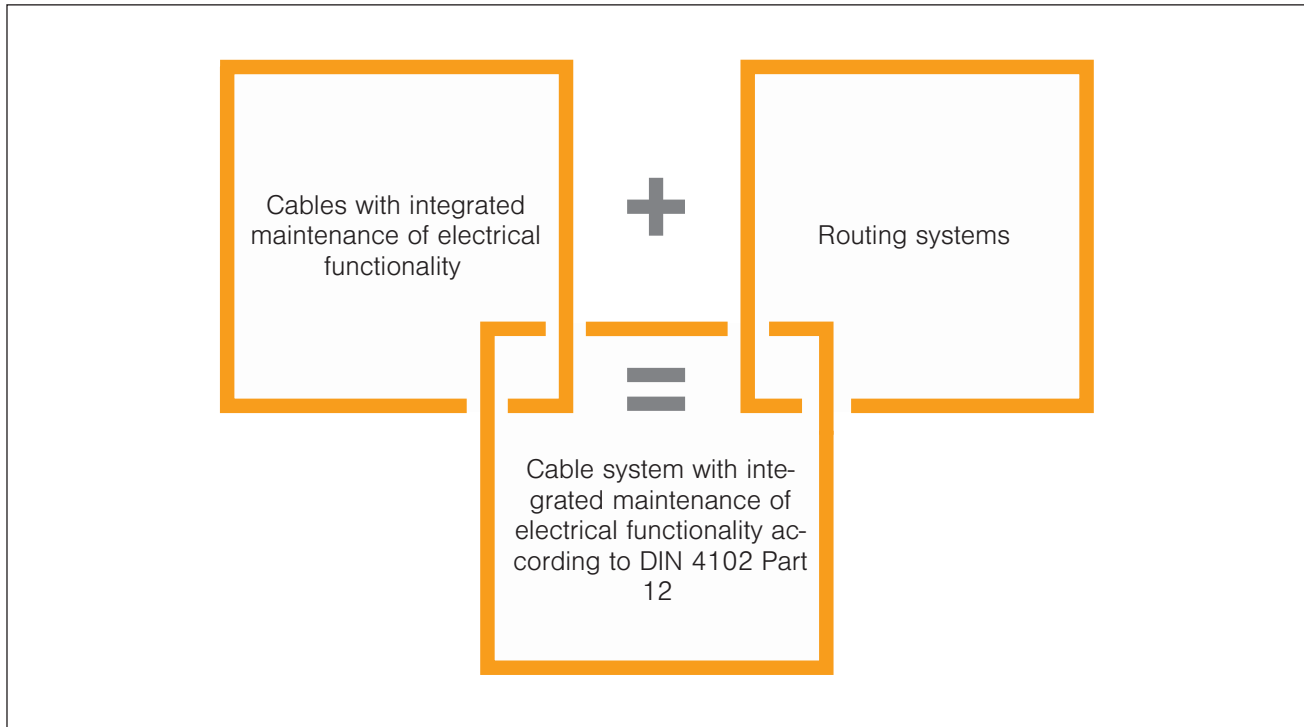 Cables with integrated
maintenance of electrical
functionality
+
Routing systems
=
Cable system with inte-
grated maintenance of
electrical functionality ac-
cording to DIN 4102 Part
12